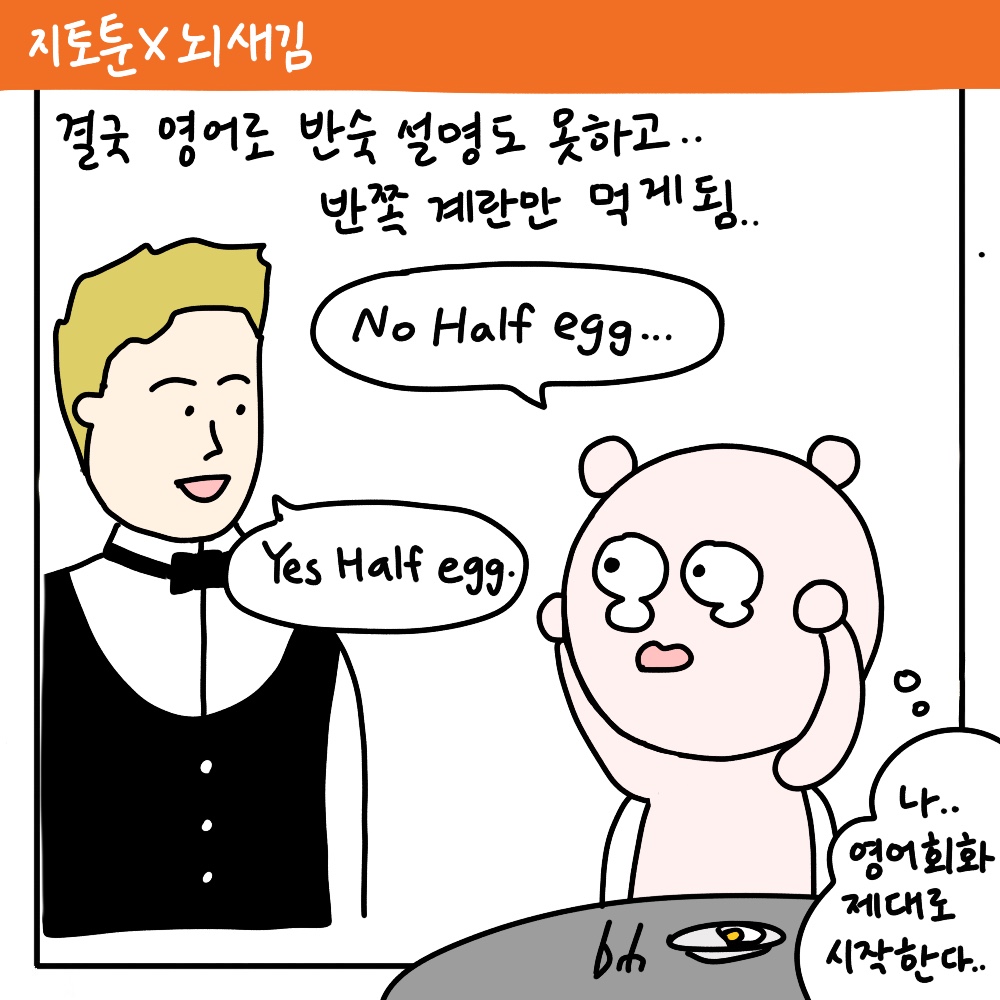 지토툰X뇌새김
결국 영어로 반숙 설명도 못하고..
반쪽 계란만 먹게됨..
No Half egg...
Yes Half egg.
나..
영어회화
제대로
시작한다..